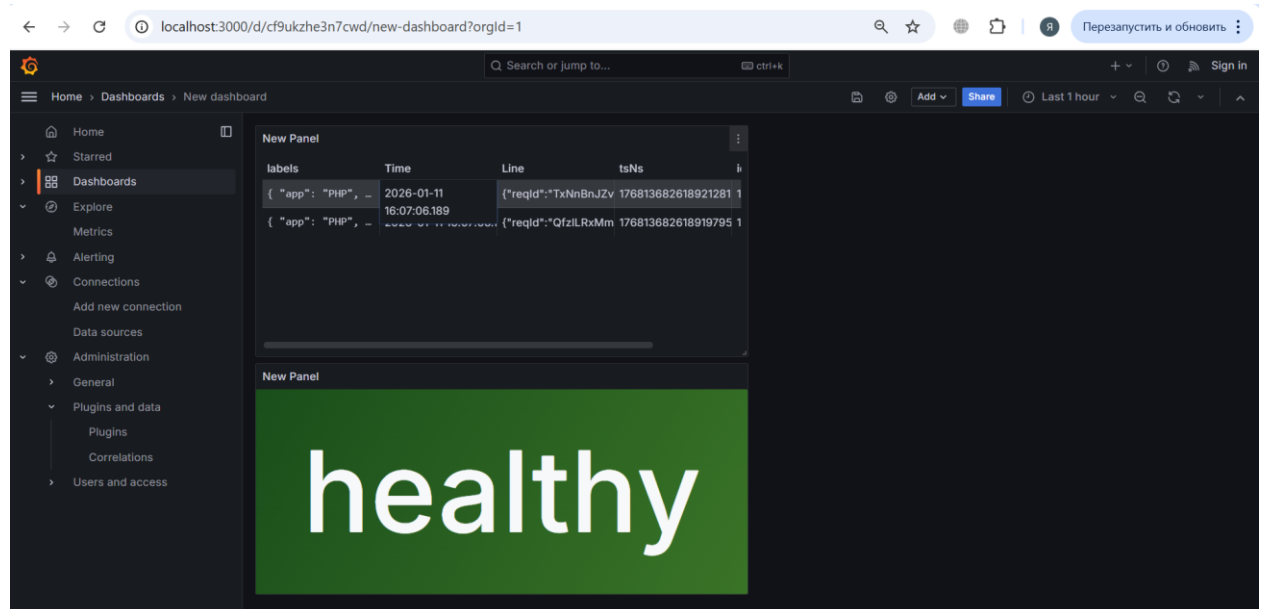 localhost:3000/d/cf9ukzhe3n7cwd/new-dashboard?orgId=1
Я
Перезапустить и обновить
Search or jump to...
ctrl+k
Sign in
Home › Dashboards › New dashboard
Add
Share
Last 1 hour
Home
Starred
Dashboards
Explore
Metrics
Alerting
Connections
Add new connection
Data sources
Administration
General
Plugins and data
Plugins
Correlations
Users and access
New Panel
labels Time Line tsNs
{ "app": "PHP", … 2026-01-11 16:07:06.189 {"reqId":"TxNnBnJZv 176813682618921281 1
{ "app": "PHP", … {"reqId":"QfzlLRxMm 176813682618919795 1
New Panel
healthy